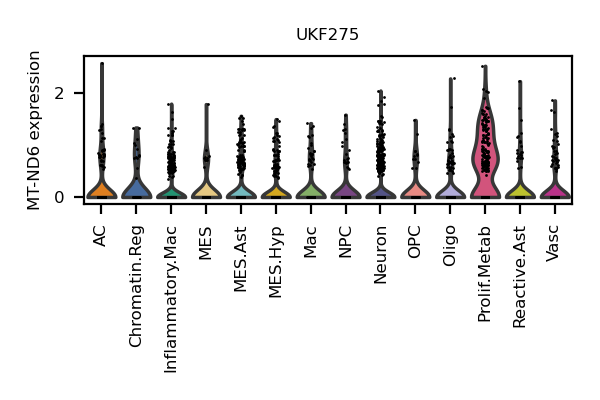 UKF275
MT-ND6 expression
2
0
AC
Chromatin.Reg
Inflammatory.Mac
MES
MES.Ast
MES.Hyp
Mac
NPC
Neuron
OPC
Oligo
Prolif.Metab
Reactive.Ast
Vasc